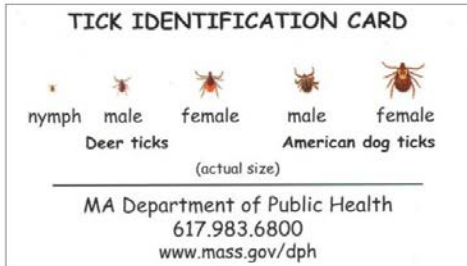 TICK IDENTIFICATION CARD
nymph male female male female
Deer ticks American dog ticks
(actual size)
MA Department of Public Health
617.983.6800
www.mass.gov/dph